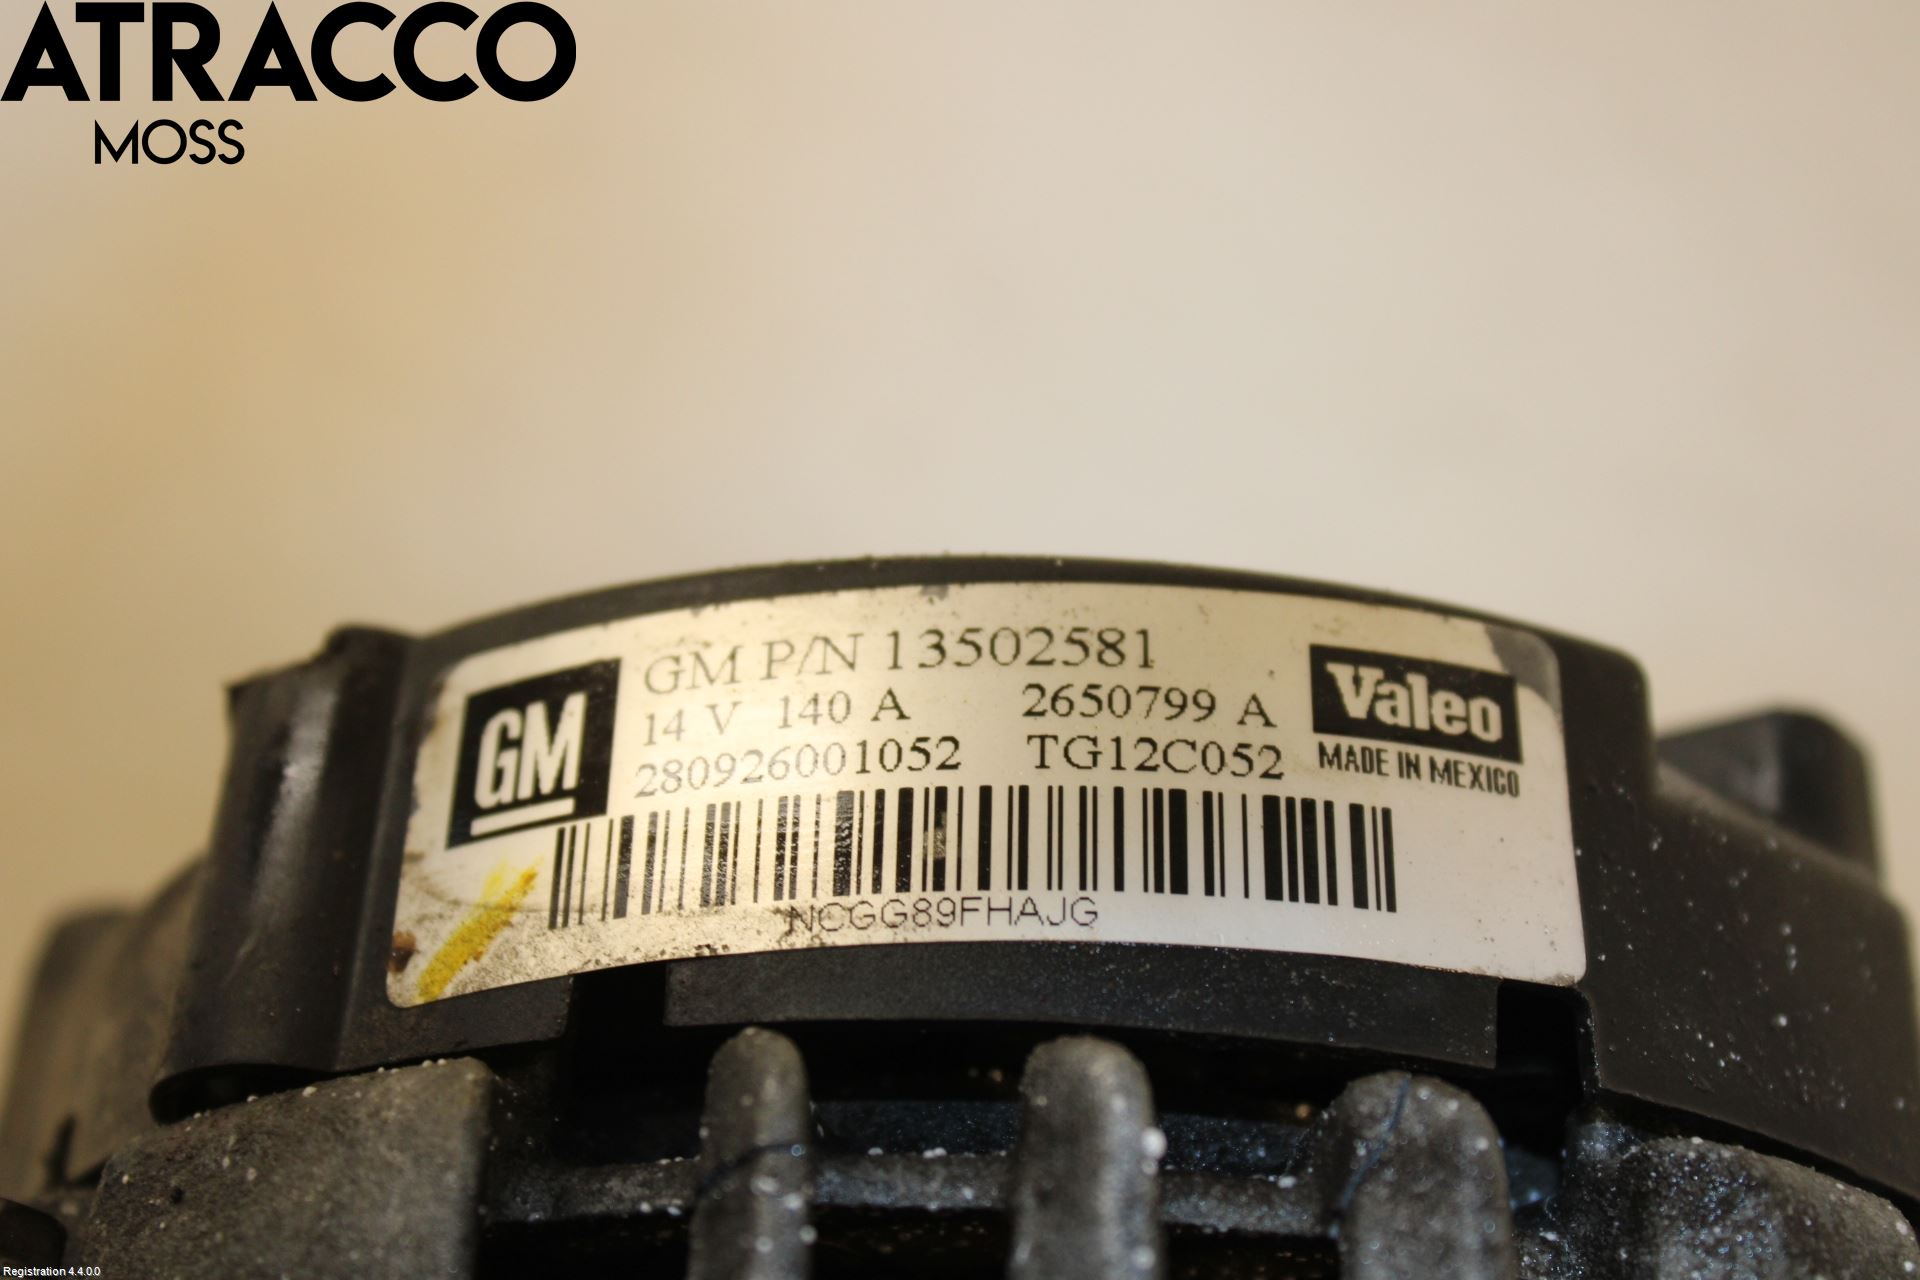 ATRACCO
MOSS
GM
GM P/N 13502581
14 V 140 A 2650799 A
280926001052 TG12C052
Valeo
MADE IN MEXICO
NCGG89FHAJG
Registration 4.4.0.0